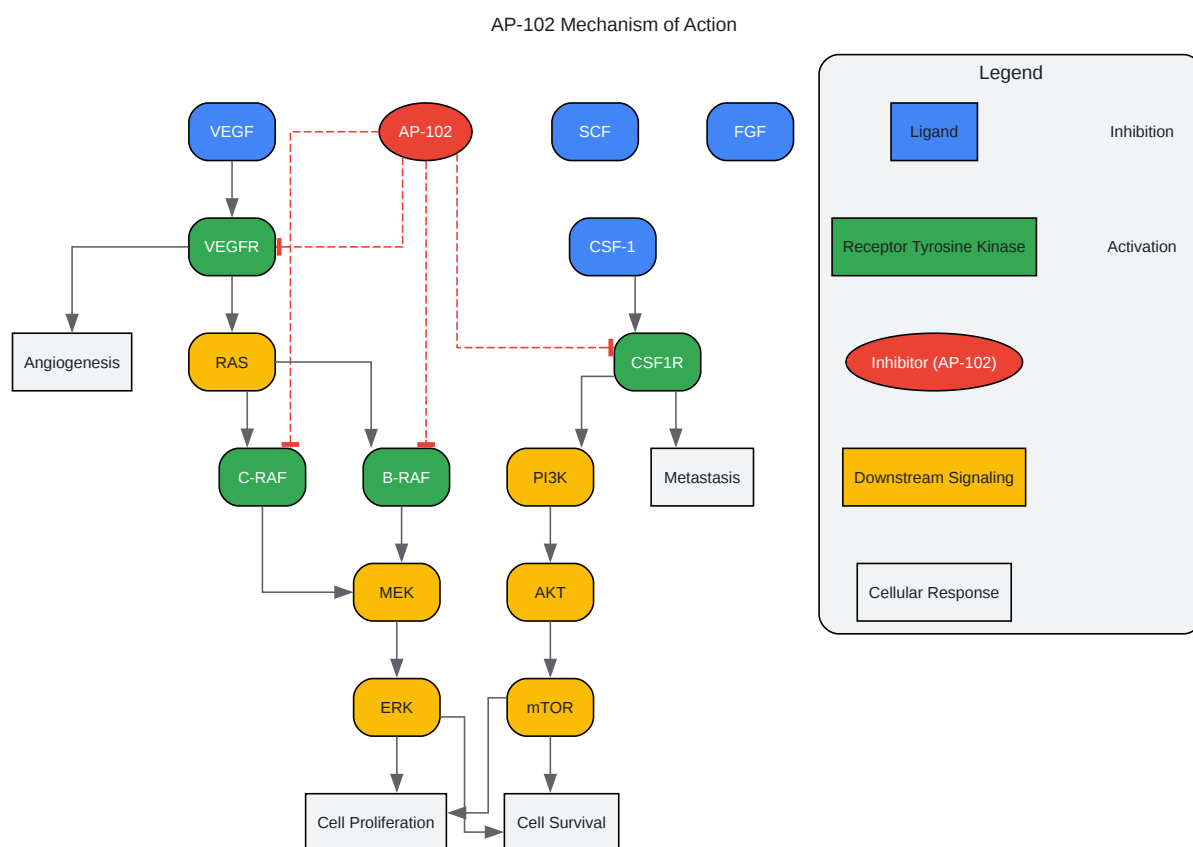 AP-102 Mechanism of Action
Legend
VEGF
AP-102
SCF
FGF
Ligand
Inhibition
VEGFR
CSF-1
Receptor Tyrosine Kinase
Activation
Angiogenesis
RAS
CSF1R
Inhibitor (AP-102)
C-RAF
B-RAF
PI3K
Metastasis
Downstream Signaling
MEK
AKT
Cellular Response
ERK
mTOR
Cell Proliferation
Cell Survival